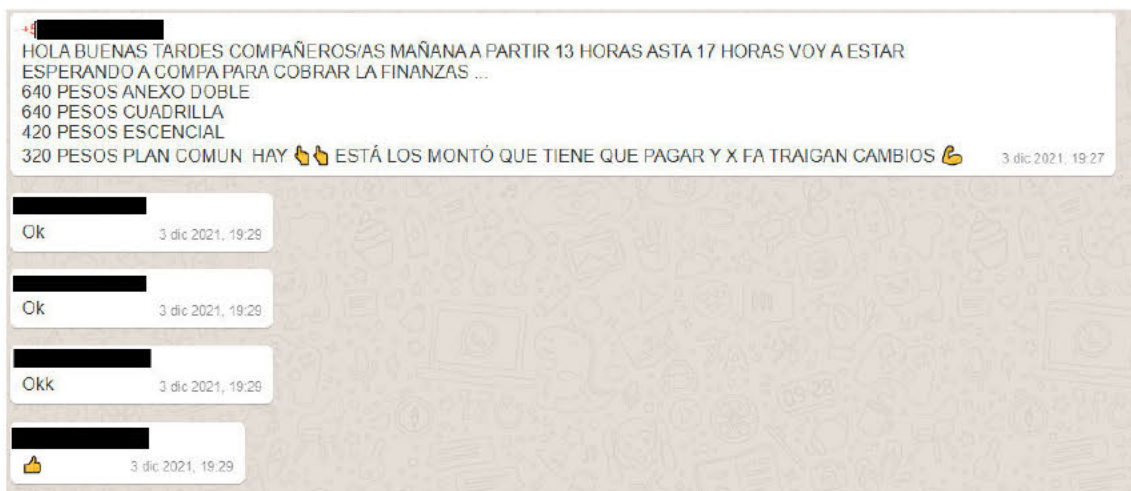 HOLA BUENAS TARDES COMPAÑEROS/AS MAÑANA A PARTIR 13 HORAS ASTA 17 HORAS VOY A ESTAR
ESPERANDO A COMPA PARA COBRAR LA FINANZAS ...
640 PESOS ANEXO DOBLE
640 PESOS CUADRILLA
420 PESOS ESCENCIAL
320 PESOS PLAN COMUN HAY 👆👆 ESTÁ LOS MONTÓ QUE TIENE QUE PAGAR Y X FA TRAIGAN CAMBIOS 💪 3 dic 2021, 19:27
Ok 3 dic 2021, 19:29
Ok 3 dic 2021, 19:29
Okk 3 dic 2021, 19:29
👍 3 dic 2021, 19:29